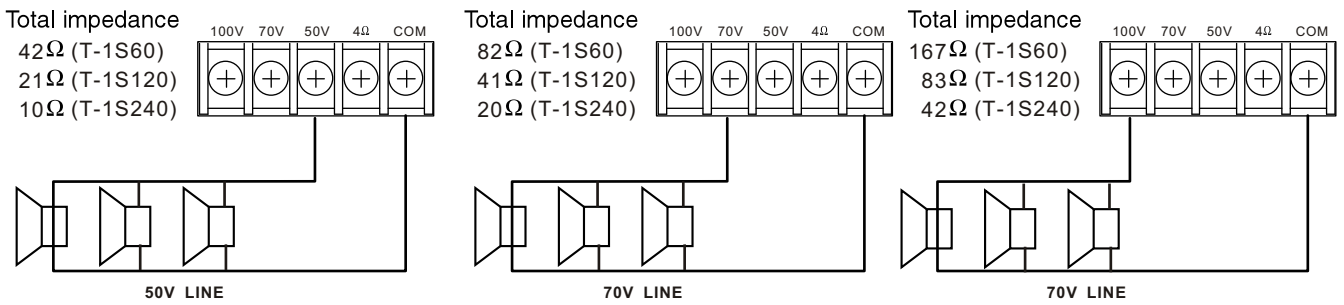 Total impedance
42Ω (T-1S60)
21Ω (T-1S120)
10Ω (T-1S240)
100V 70V 50V 4Ω COM
50V LINE
Total impedance
82Ω (T-1S60)
41Ω (T-1S120)
20Ω (T-1S240)
100V 70V 50V 4Ω COM
70V LINE
Total impedance
167Ω (T-1S60)
83Ω (T-1S120)
42Ω (T-1S240)
100V 70V 50V 4Ω COM
70V LINE